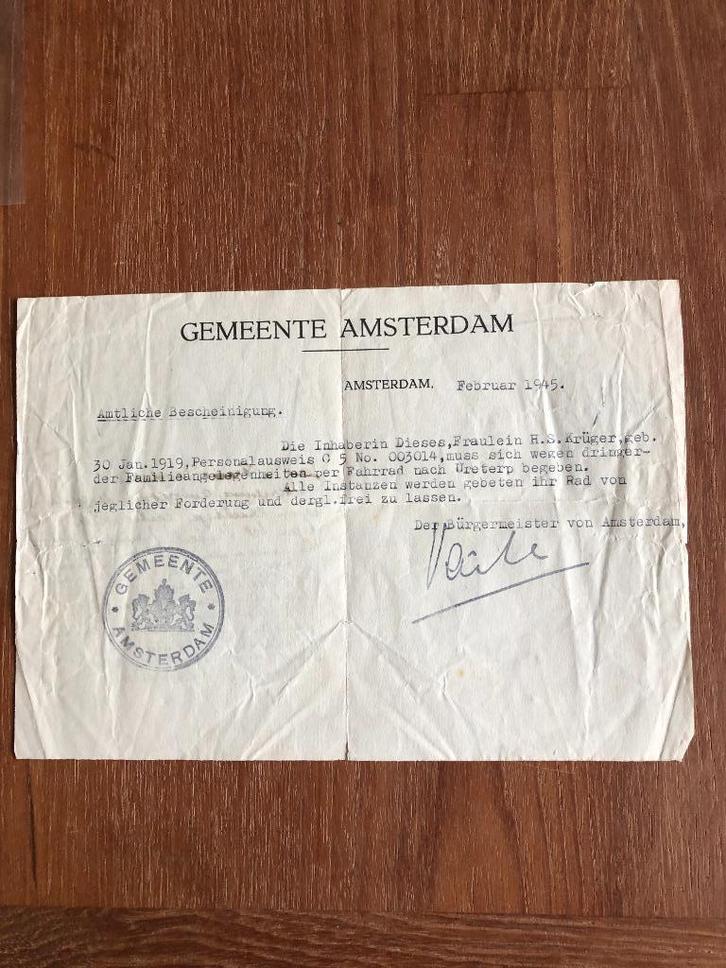 GEMEENTE AMSTERDAM
AMSTERDAM, Februar 1945.
Amtliche Bescheinigung.
Die Inhaberin Dieses,Fraulein H.S.Krüger,geb.
30 Jan.1919,Personalausweis C 5 No. 003014,muss sich wegen dringen-
der Familieangelegenheiten per Fahrrad nach Ureterp begeben.
Alle Instanzen werden gebeten ihr Rad von
jeglicher Forderung und dergl.frei zu lassen.
Der Bürgermeister von Amsterdam,
GEMEENTE
AMSTERDAM